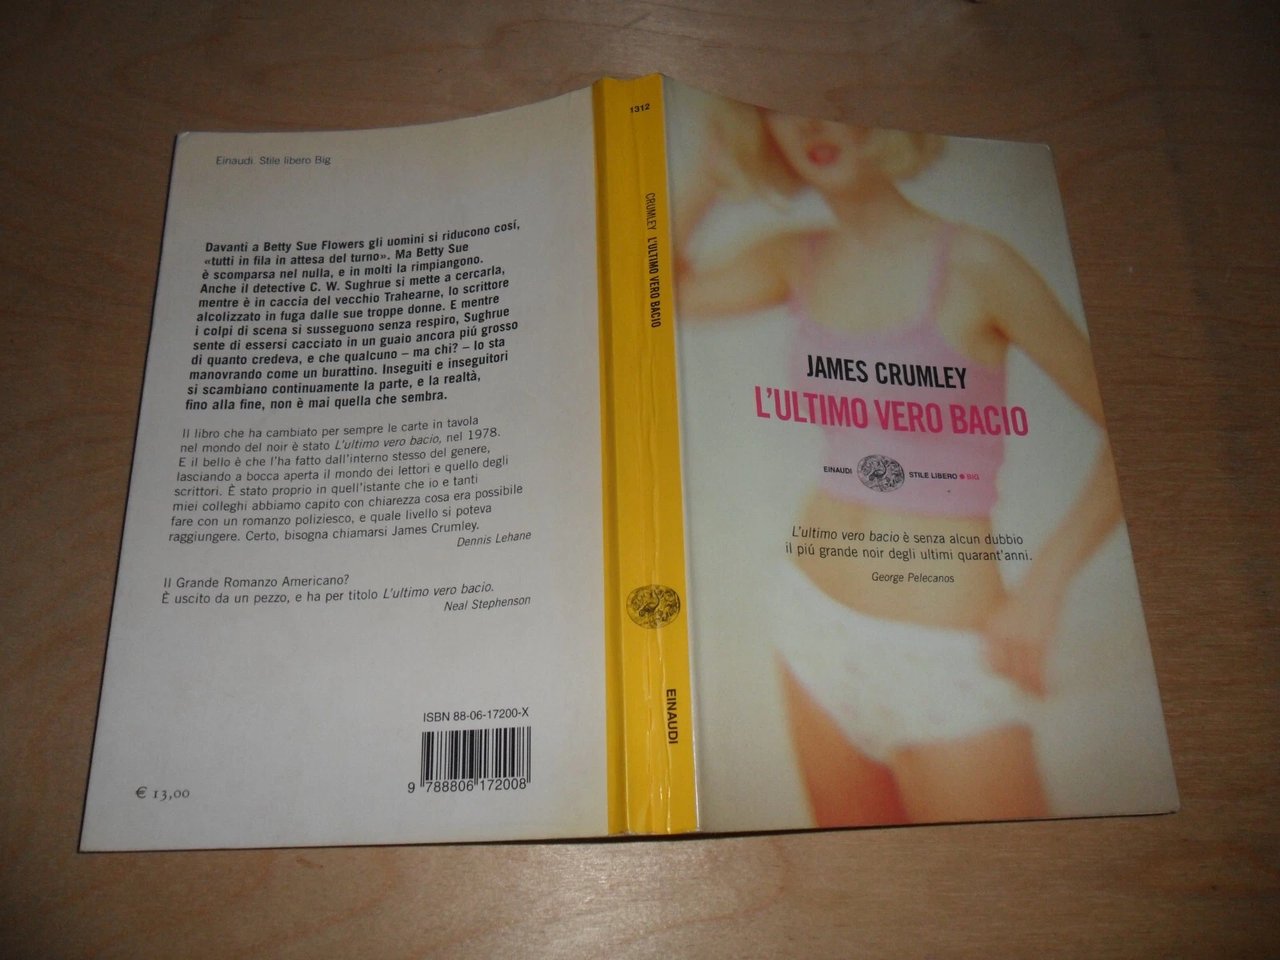 Einaudi. Stile libero Big
Davanti a Betty Sue Flowers gli uomini si riducono cosí,
«tutti in fila in attesa del turno». Ma Betty Sue
è scomparsa nel nulla, e in molti la rimpiangono.
Anche il detective C. W. Sughrue si mette a cercarla,
mentre è in caccia del vecchio Trahearne, lo scrittore
alcolizzato in fuga dalle sue troppe donne. E mentre
i colpi di scena si susseguono senza respiro, Sughrue
sente di essersi cacciato in un guaio ancora piú grosso
di quanto credeva, e che qualcuno – ma chi? – lo sta
manovrando come un burattino. Inseguiti e inseguitori
si scambiano continuamente la parte, e la realtà,
fino alla fine, non è mai quella che sembra.
Il libro che ha cambiato per sempre le carte in tavola
nel mondo del noir è stato L'ultimo vero bacio, nel 1978.
E il bello è che l'ha fatto dall'interno stesso del genere,
lasciando a bocca aperta il mondo dei lettori e quello degli
scrittori. È stato proprio in quell'istante che io e tanti
miei colleghi abbiamo capito con chiarezza cosa era possibile
fare con un romanzo poliziesco, e quale livello si poteva
raggiungere. Certo, bisogna chiamarsi James Crumley.
Dennis Lehane
Il Grande Romanzo Americano?
È uscito da un pezzo, e ha per titolo L'ultimo vero bacio.
Neal Stephenson
ISBN 88-06-17200-X
9 788806 172008
€ 13,00
1312
CRUMLEY L'ULTIMO VERO BACIO
EINAUDI
JAMES CRUMLEY
L'ULTIMO VERO BACIO
EINAUDI STILE LIBERO ● BIG
L'ultimo vero bacio è senza alcun dubbio
il piú grande noir degli ultimi quarant'anni.
George Pelecanos